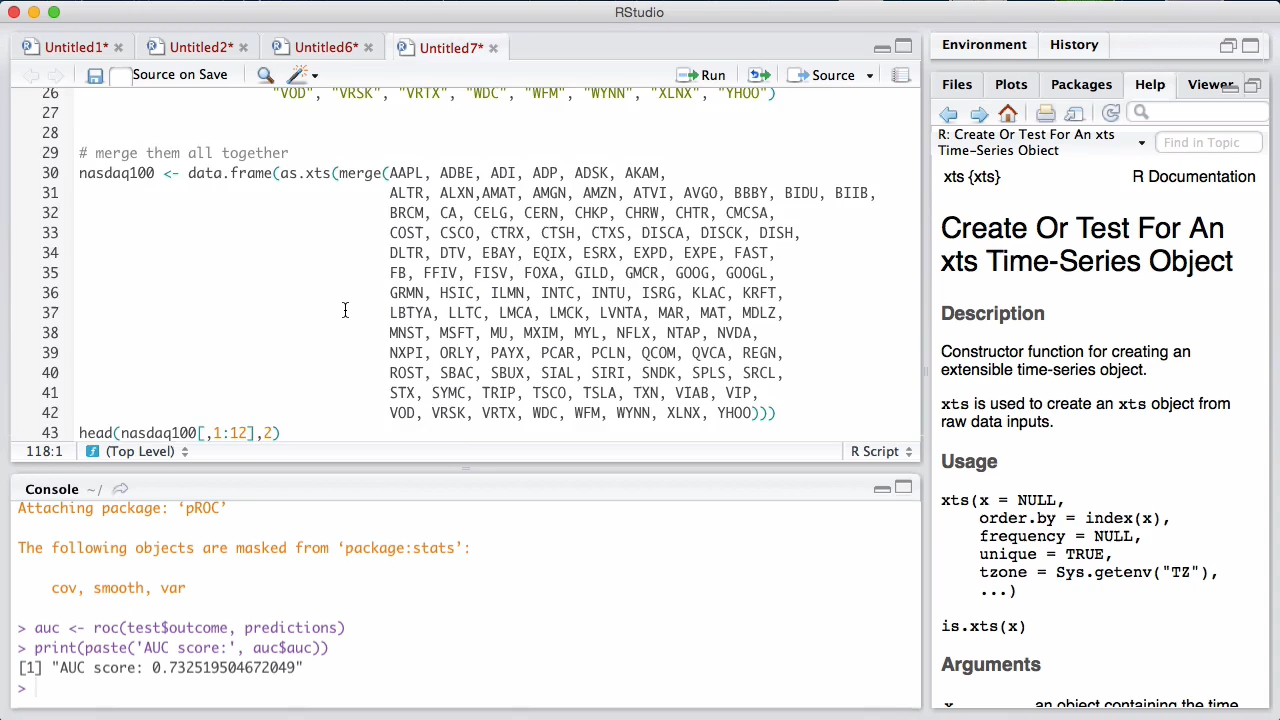 RStudio
Untitled1* Untitled2* Untitled6* Untitled7*
Source on Save Run Source
26 "VOD", "VRSK", "VRTX", "WDC", "WFM", "WYNN", "XLNX", "YHOO")
27
28
29 # merge them all together
30 nasdaq100 <- data.frame(as.xts(merge(AAPL, ADBE, ADI, ADP, ADSK, AKAM,
31 ALTR, ALXN,AMAT, AMGN, AMZN, ATVI, AVGO, BBBY, BIDU, BIIB,
32 BRCM, CA, CELG, CERN, CHKP, CHRW, CHTR, CMCSA,
33 COST, CSCO, CTRX, CTSH, CTXS, DISCA, DISCK, DISH,
34 DLTR, DTV, EBAY, EQIX, ESRX, EXPD, EXPE, FAST,
35 FB, FFIV, FISV, FOXA, GILD, GMCR, GOOG, GOOGL,
36 GRMN, HSIC, ILMN, INTC, INTU, ISRG, KLAC, KRFT,
37 LBTYA, LLTC, LMCA, LMCK, LVNTA, MAR, MAT, MDLZ,
38 MNST, MSFT, MU, MXIM, MYL, NFLX, NTAP, NVDA,
39 NXPI, ORLY, PAYX, PCAR, PCLN, QCOM, QVCA, REGN,
40 ROST, SBAC, SBUX, SIAL, SIRI, SNDK, SPLS, SRCL,
41 STX, SYMC, TRIP, TSCO, TSLA, TXN, VIAB, VIP,
42 VOD, VRSK, VRTX, WDC, WFM, WYNN, XLNX, YHOO)))
43 head(nasdaq100[,1:12],2)
118:1 (Top Level) R Script
Console ~/
Attaching package: ‘pROC’
The following objects are masked from ‘package:stats’:
cov, smooth, var
> auc <- roc(test$outcome, predictions)
> print(paste('AUC score:', auc$auc))
[1] "AUC score: 0.732519504672049"
>
Environment History
Files Plots Packages Help Viewer
R: Create Or Test For An xts
Time-Series Object
Find in Topic
xts {xts} R Documentation
Create Or Test For An
xts Time-Series Object
Description
Constructor function for creating an
extensible time-series object.
xts is used to create an xts object from
raw data inputs.
Usage
xts(x = NULL,
order.by = index(x),
frequency = NULL,
unique = TRUE,
tzone = Sys.getenv("TZ"),
...)
is.xts(x)
Arguments
x an object containing the time